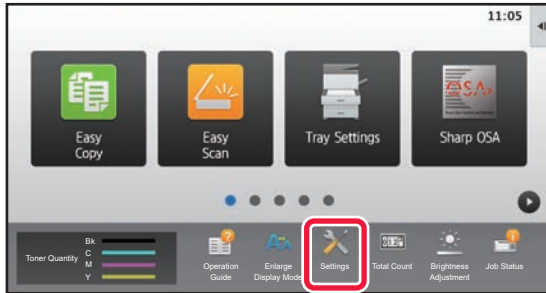 11:05
Easy
Copy
Easy
Scan
Tray Settings
OSA
Sharp OSA
Toner Quantity
Bk
C
M
Y
Operation
Guide
Enlarge
Display Mode
Settings
Total Count
Brightness
Adjustment
Job Status